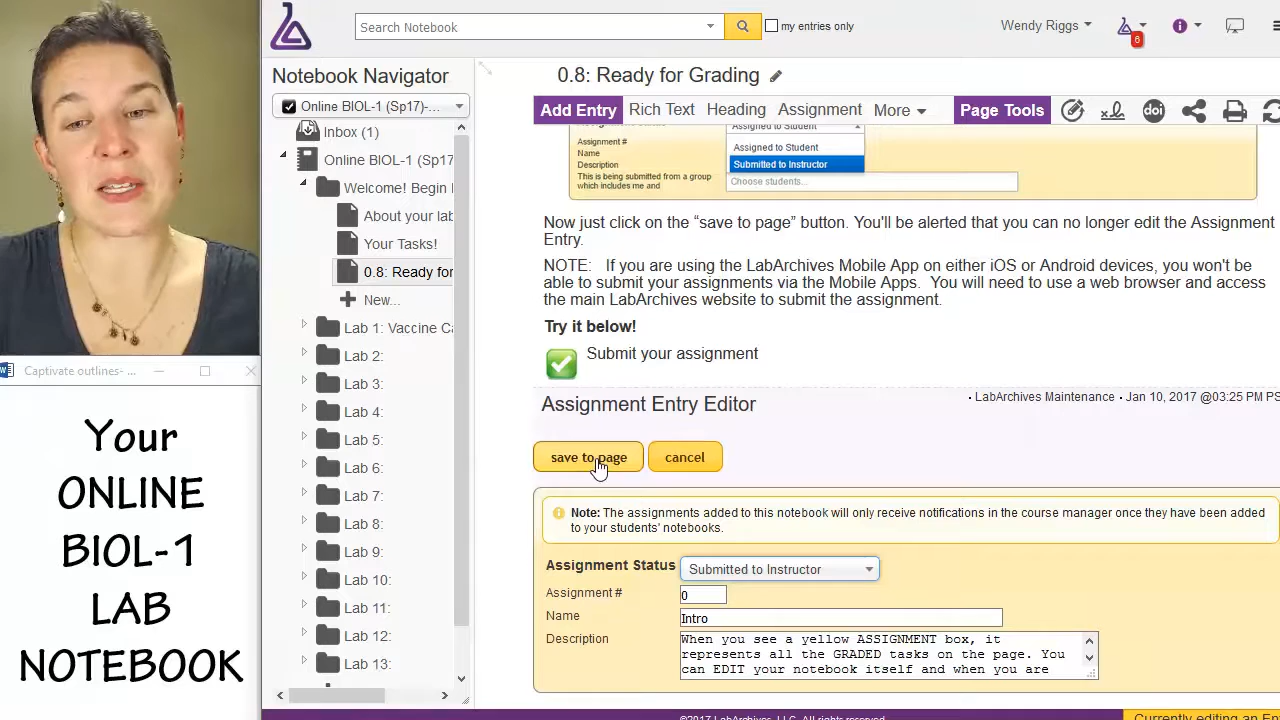 Search Notebook
my entries only
Wendy Riggs
6
Notebook Navigator
Online BIOL-1 (Sp17)-...
Inbox (1)
Online BIOL-1 (Sp17
Welcome! Begin
About your lab
Your Tasks!
0.8: Ready for
New...
Lab 1: Vaccine Ca
Lab 2:
Lab 3:
Lab 4:
Lab 5:
Lab 6:
Lab 7:
Lab 8:
Lab 9:
Lab 10:
Lab 11:
Lab 12:
Lab 13:
0.8: Ready for Grading
Add Entry Rich Text Heading Assignment More Page Tools doi
Assigned to Student
Assignment #
Assigned to Student
Name
Description
Submitted to Instructor
This is being submitted from a group
which includes me and
Choose students...
Now just click on the “save to page” button. You'll be alerted that you can no longer edit the Assignment
Entry.
NOTE: If you are using the LabArchives Mobile App on either iOS or Android devices, you won't be
able to submit your assignments via the Mobile Apps. You will need to use a web browser and access
the main LabArchives website to submit the assignment.
Try it below!
Submit your assignment
Assignment Entry Editor
• LabArchives Maintenance • Jan 10, 2017 @03:25 PM PS
save to page
cancel
Note: The assignments added to this notebook will only receive notifications in the course manager once they have been added
to your students' notebooks.
Assignment Status Submitted to Instructor
Assignment # 0
Name Intro
Description When you see a yellow ASSIGNMENT box, it
represents all the GRADED tasks on the page. You
can EDIT your notebook itself and when you are
Captivate outlines-
Your
ONLINE
BIOL-1
LAB
NOTEBOOK
©2017 LabArchives, LLC. All rights reserved.
Currently editing an En